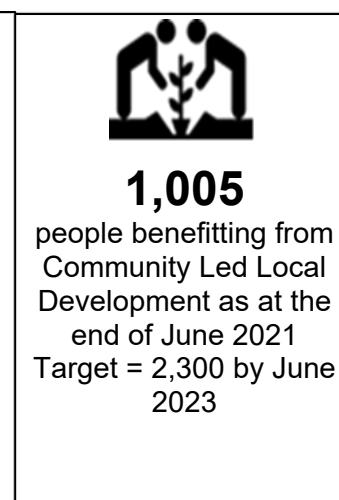 1,005
people benefitting from
Community Led Local
Development as at the
end of June 2021
Target = 2,300 by June
2023